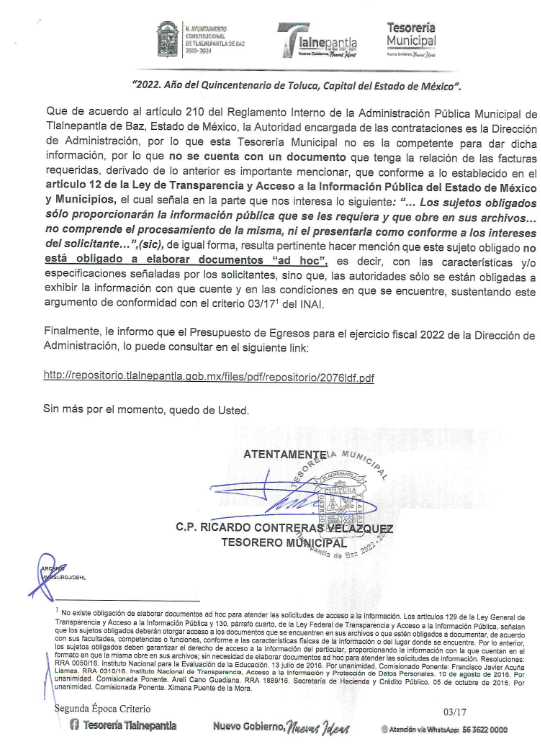 H. AYUNTAMIENTO
CONSTITUCIONAL
DE TLALNEPANTLA DE BAZ
2022-2024
Tlalnepantla
Nuevo Gobierno, Nuevas Ideas
Tesorería
Municipal
Nuevo Gobierno, Nuevas Ideas
"2022. Año del Quincentenario de Toluca, Capital del Estado de México".
Que de acuerdo al artículo 210 del Reglamento Interno de la Administración Pública Municipal de
Tlalnepantla de Baz, Estado de México, la Autoridad encargada de las contrataciones es la Dirección
de Administración, por lo que esta Tesorería Municipal no es la competente para dar dicha
información, por lo que no se cuenta con un documento que tenga la relación de las facturas
requeridas, derivado de lo anterior es importante mencionar, que conforme a lo establecido en el
artículo 12 de la Ley de Transparencia y Acceso a la Información Pública del Estado de México
y Municipios, el cual señala en la parte que nos interesa lo siguiente: "... Los sujetos obligados
sólo proporcionarán la información pública que se les requiera y que obre en sus archivos...
no comprende el procesamiento de la misma, ni el presentarla como conforme a los intereses
del solicitante...",(sic), de igual forma, resulta pertinente hacer mención que este sujeto obligado no
está obligado a elaborar documentos "ad hoc", es decir, con las características y/o
especificaciones señaladas por los solicitantes, sino que, las autoridades sólo se están obligadas a
exhibir la información con que cuente y en las condiciones en que se encuentre, sustentando este
argumento de conformidad con el criterio 03/17¹ del INAI.
Finalmente, le informo que el Presupuesto de Egresos para el ejercicio fiscal 2022 de la Dirección de
Administración, lo puede consultar en el siguiente link:
http://repositorio.tlalnepantla.gob.mx/files/pdf/repositorio/2076ldf.pdf
Sin más por el momento, quedo de Usted.
ATENTAMENTE
TESORERIA MUNICIPAL
CULTURA
C.P. RICARDO CONTRERAS VELAZQUEZ
TESORERO MUNICIPAL
Tlalnepantla de Baz 2022-2024
¹ No existe obligación de elaborar documentos ad hoc para atender las solicitudes de acceso a la información. Los artículos 129 de la Ley General de
Transparencia y Acceso a la Información Pública y 130, párrafo cuarto, de la Ley Federal de Transparencia y Acceso a la Información Pública, señalan
que los sujetos obligados deberán otorgar acceso a los documentos que se encuentren en sus archivos o que estén obligados a documentar, de acuerdo
con sus facultades, competencias o funciones, conforme a las características físicas de la información o del lugar donde se encuentre. Por lo anterior,
los sujetos obligados deben garantizar el derecho de acceso a la información del particular, proporcionando la información con la que cuentan en el
formato en que la misma obre en sus archivos; sin necesidad de elaborar documentos ad hoc para atender las solicitudes de información. Resoluciones:
RRA 0050/16. Instituto Nacional para la Evaluación de la Educación. 13 julio de 2016. Por unanimidad. Comisionado Ponente: Francisco Javier Acuña
Llamas. RRA 0310/16. Instituto Nacional de Transparencia, Acceso a la Información y Protección de Datos Personales. 10 de agosto de 2016. Por
unanimidad. Comisionada Ponente. Areli Cano Guadiana. RRA 1889/16. Secretaría de Hacienda y Crédito Público. 05 de octubre de 2016. Por
unanimidad. Comisionada Ponente. Ximena Puente de la Mora.
Segunda Época Criterio 03/17
Tesorería Tlalnepantla Nuevo Gobierno, Nuevas Ideas Atención vía WhatsApp: 56 3622 0000